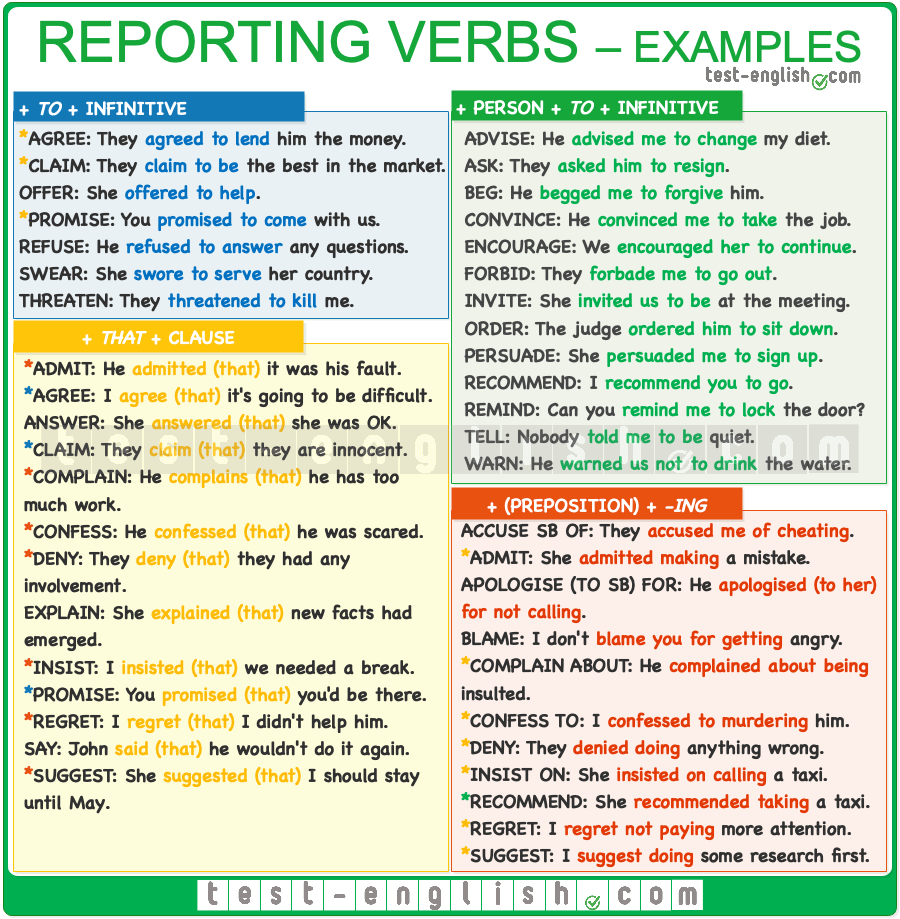 REPORTING VERBS – EXAMPLES
test-english.com
+ TO + INFINITIVE
*AGREE: They agreed to lend him the money.
*CLAIM: They claim to be the best in the market.
OFFER: She offered to help.
*PROMISE: You promised to come with us.
REFUSE: He refused to answer any questions.
SWEAR: She swore to serve her country.
THREATEN: They threatened to kill me.
+ THAT + CLAUSE
*ADMIT: He admitted (that) it was his fault.
*AGREE: I agree (that) it's going to be difficult.
ANSWER: She answered (that) she was OK.
*CLAIM: They claim (that) they are innocent.
*COMPLAIN: He complains (that) he has too
much work.
*CONFESS: He confessed (that) he was scared.
*DENY: They deny (that) they had any
involvement.
EXPLAIN: She explained (that) new facts had
emerged.
*INSIST: I insisted (that) we needed a break.
*PROMISE: You promised (that) you'd be there.
*REGRET: I regret (that) I didn't help him.
SAY: John said (that) he wouldn't do it again.
*SUGGEST: She suggested (that) I should stay
until May.
+ PERSON + TO + INFINITIVE
ADVISE: He advised me to change my diet.
ASK: They asked him to resign.
BEG: He begged me to forgive him.
CONVINCE: He convinced me to take the job.
ENCOURAGE: We encouraged her to continue.
FORBID: They forbade me to go out.
INVITE: She invited us to be at the meeting.
ORDER: The judge ordered him to sit down.
PERSUADE: She persuaded me to sign up.
RECOMMEND: I recommend you to go.
REMIND: Can you remind me to lock the door?
TELL: Nobody told me to be quiet.
WARN: He warned us not to drink the water.
+ (PREPOSITION) + –ING
ACCUSE SB OF: They accused me of cheating.
*ADMIT: She admitted making a mistake.
APOLOGISE (TO SB) FOR: He apologised (to her)
for not calling.
BLAME: I don't blame you for getting angry.
*COMPLAIN ABOUT: He complained about being
insulted.
*CONFESS TO: I confessed to murdering him.
*DENY: They denied doing anything wrong.
*INSIST ON: She insisted on calling a taxi.
*RECOMMEND: She recommended taking a taxi.
*REGRET: I regret not paying more attention.
*SUGGEST: I suggest doing some research first.
test-english.com
test-english.com